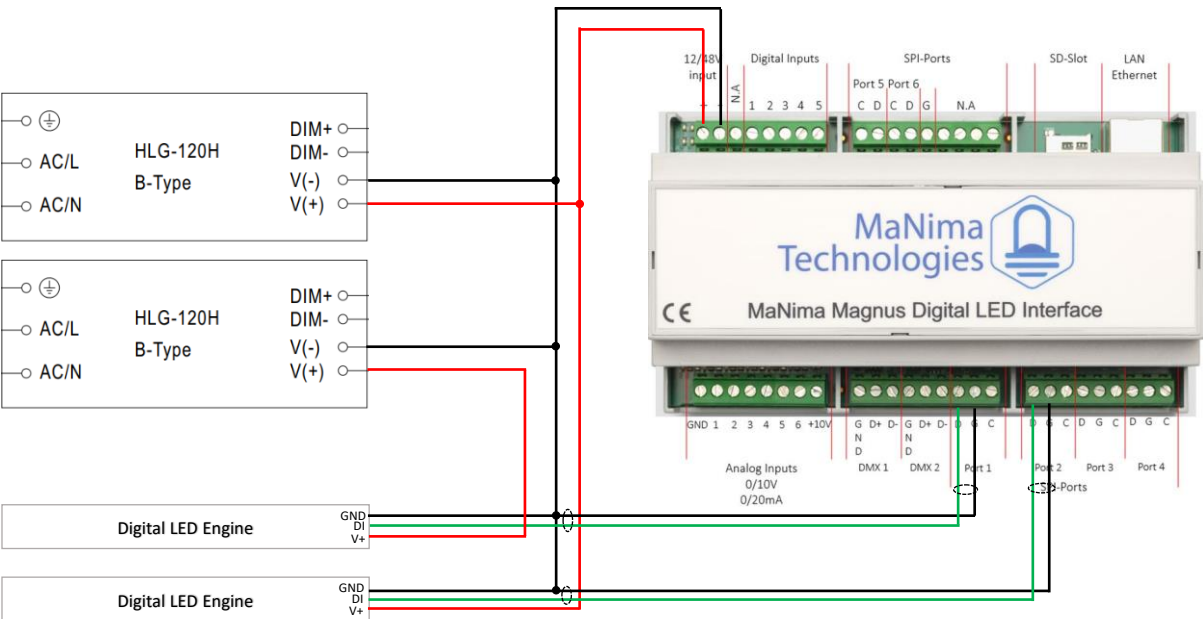 12/48V
input
N.A
Digital Inputs
1 2 3 4 5
SPI-Ports
Port 5 Port 6
C D C D G N.A
SD-Slot
LAN
Ethernet
HLG-120H
B-Type
AC/L
AC/N
DIM+
DIM-
V(-)
V(+)
MaNima
Technologies
CE MaNima Magnus Digital LED Interface
HLG-120H
B-Type
AC/L
AC/N
DIM+
DIM-
V(-)
V(+)
GND 1 2 3 4 5 6 +10V
Analog Inputs
0/10V
0/20mA
GND D+ D- GND D+ D- D G C
DMX 1 DMX 2 Port 1
D G C D G C D G C
Port 2 Port 3 Port 4
SPI-Ports
Digital LED Engine
GND
DI
V+
Digital LED Engine
GND
DI
V+